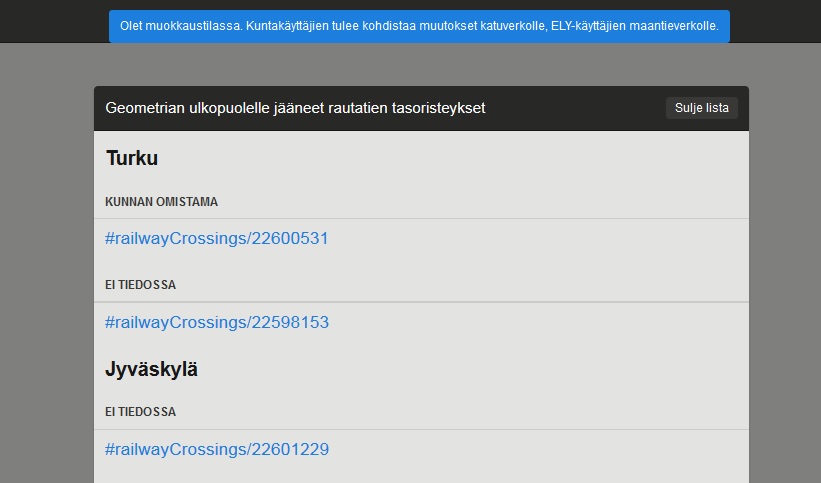 Olet muokkaustilassa. Kuntakäyttäjien tulee kohdistaa muutokset katuverkolle, ELY-käyttäjien maantieverkolle.
Geometrian ulkopuolelle jääneet rautatien tasoristeykset
Sulje lista
Turku
KUNNAN OMISTAMA
#railwayCrossings/22600531
EI TIEDOSSA
#railwayCrossings/22598153
Jyväskylä
EI TIEDOSSA
#railwayCrossings/22601229